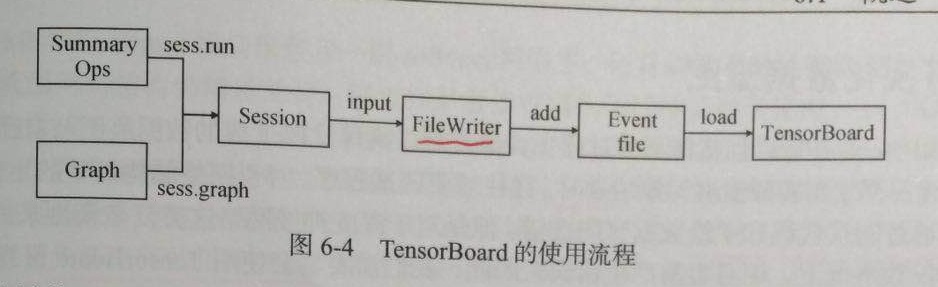 Summary
Ops
sess.run
Session
input
FileWriter
add
Event
file
load
TensorBoard
Graph
sess.graph
图 6-4 TensorBoard 的使用流程